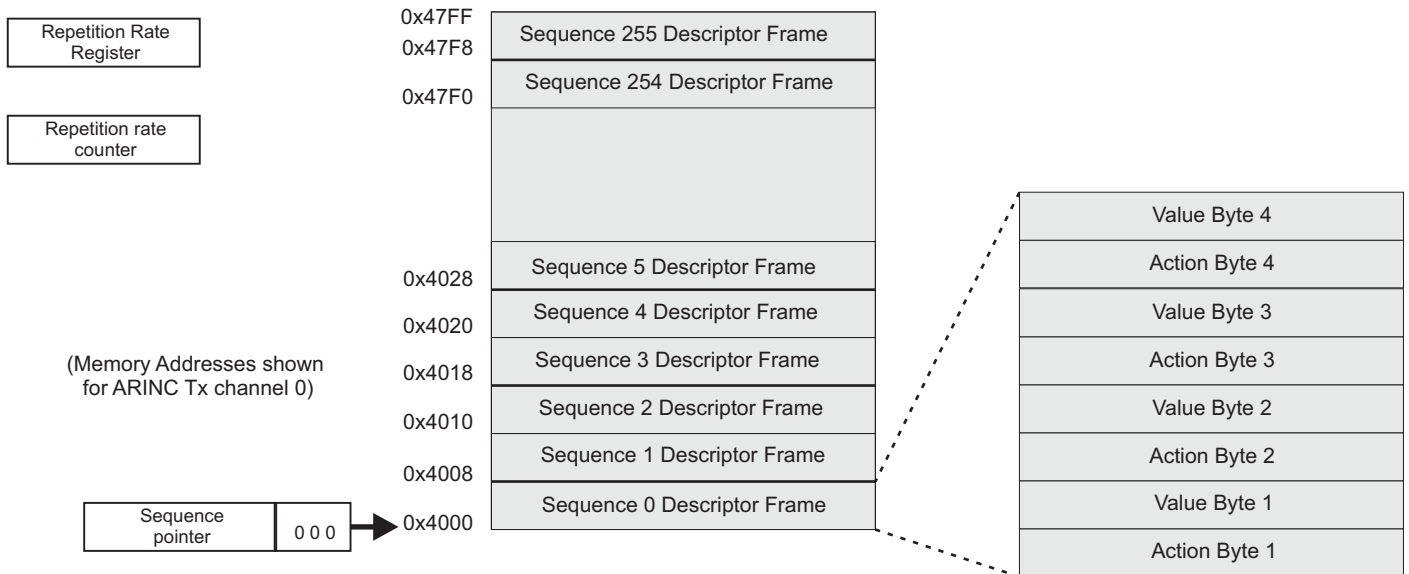 Repetition Rate
Register
Repetition rate
counter
(Memory Addresses shown
for ARINC Tx channel 0)
Sequence
pointer
0 0 0
0x47FF
0x47F8
0x47F0
0x4028
0x4020
0x4018
0x4010
0x4008
0x4000
Sequence 255 Descriptor Frame
Sequence 254 Descriptor Frame
Sequence 5 Descriptor Frame
Sequence 4 Descriptor Frame
Sequence 3 Descriptor Frame
Sequence 2 Descriptor Frame
Sequence 1 Descriptor Frame
Sequence 0 Descriptor Frame
Value Byte 4
Action Byte 4
Value Byte 3
Action Byte 3
Value Byte 2
Action Byte 2
Value Byte 1
Action Byte 1